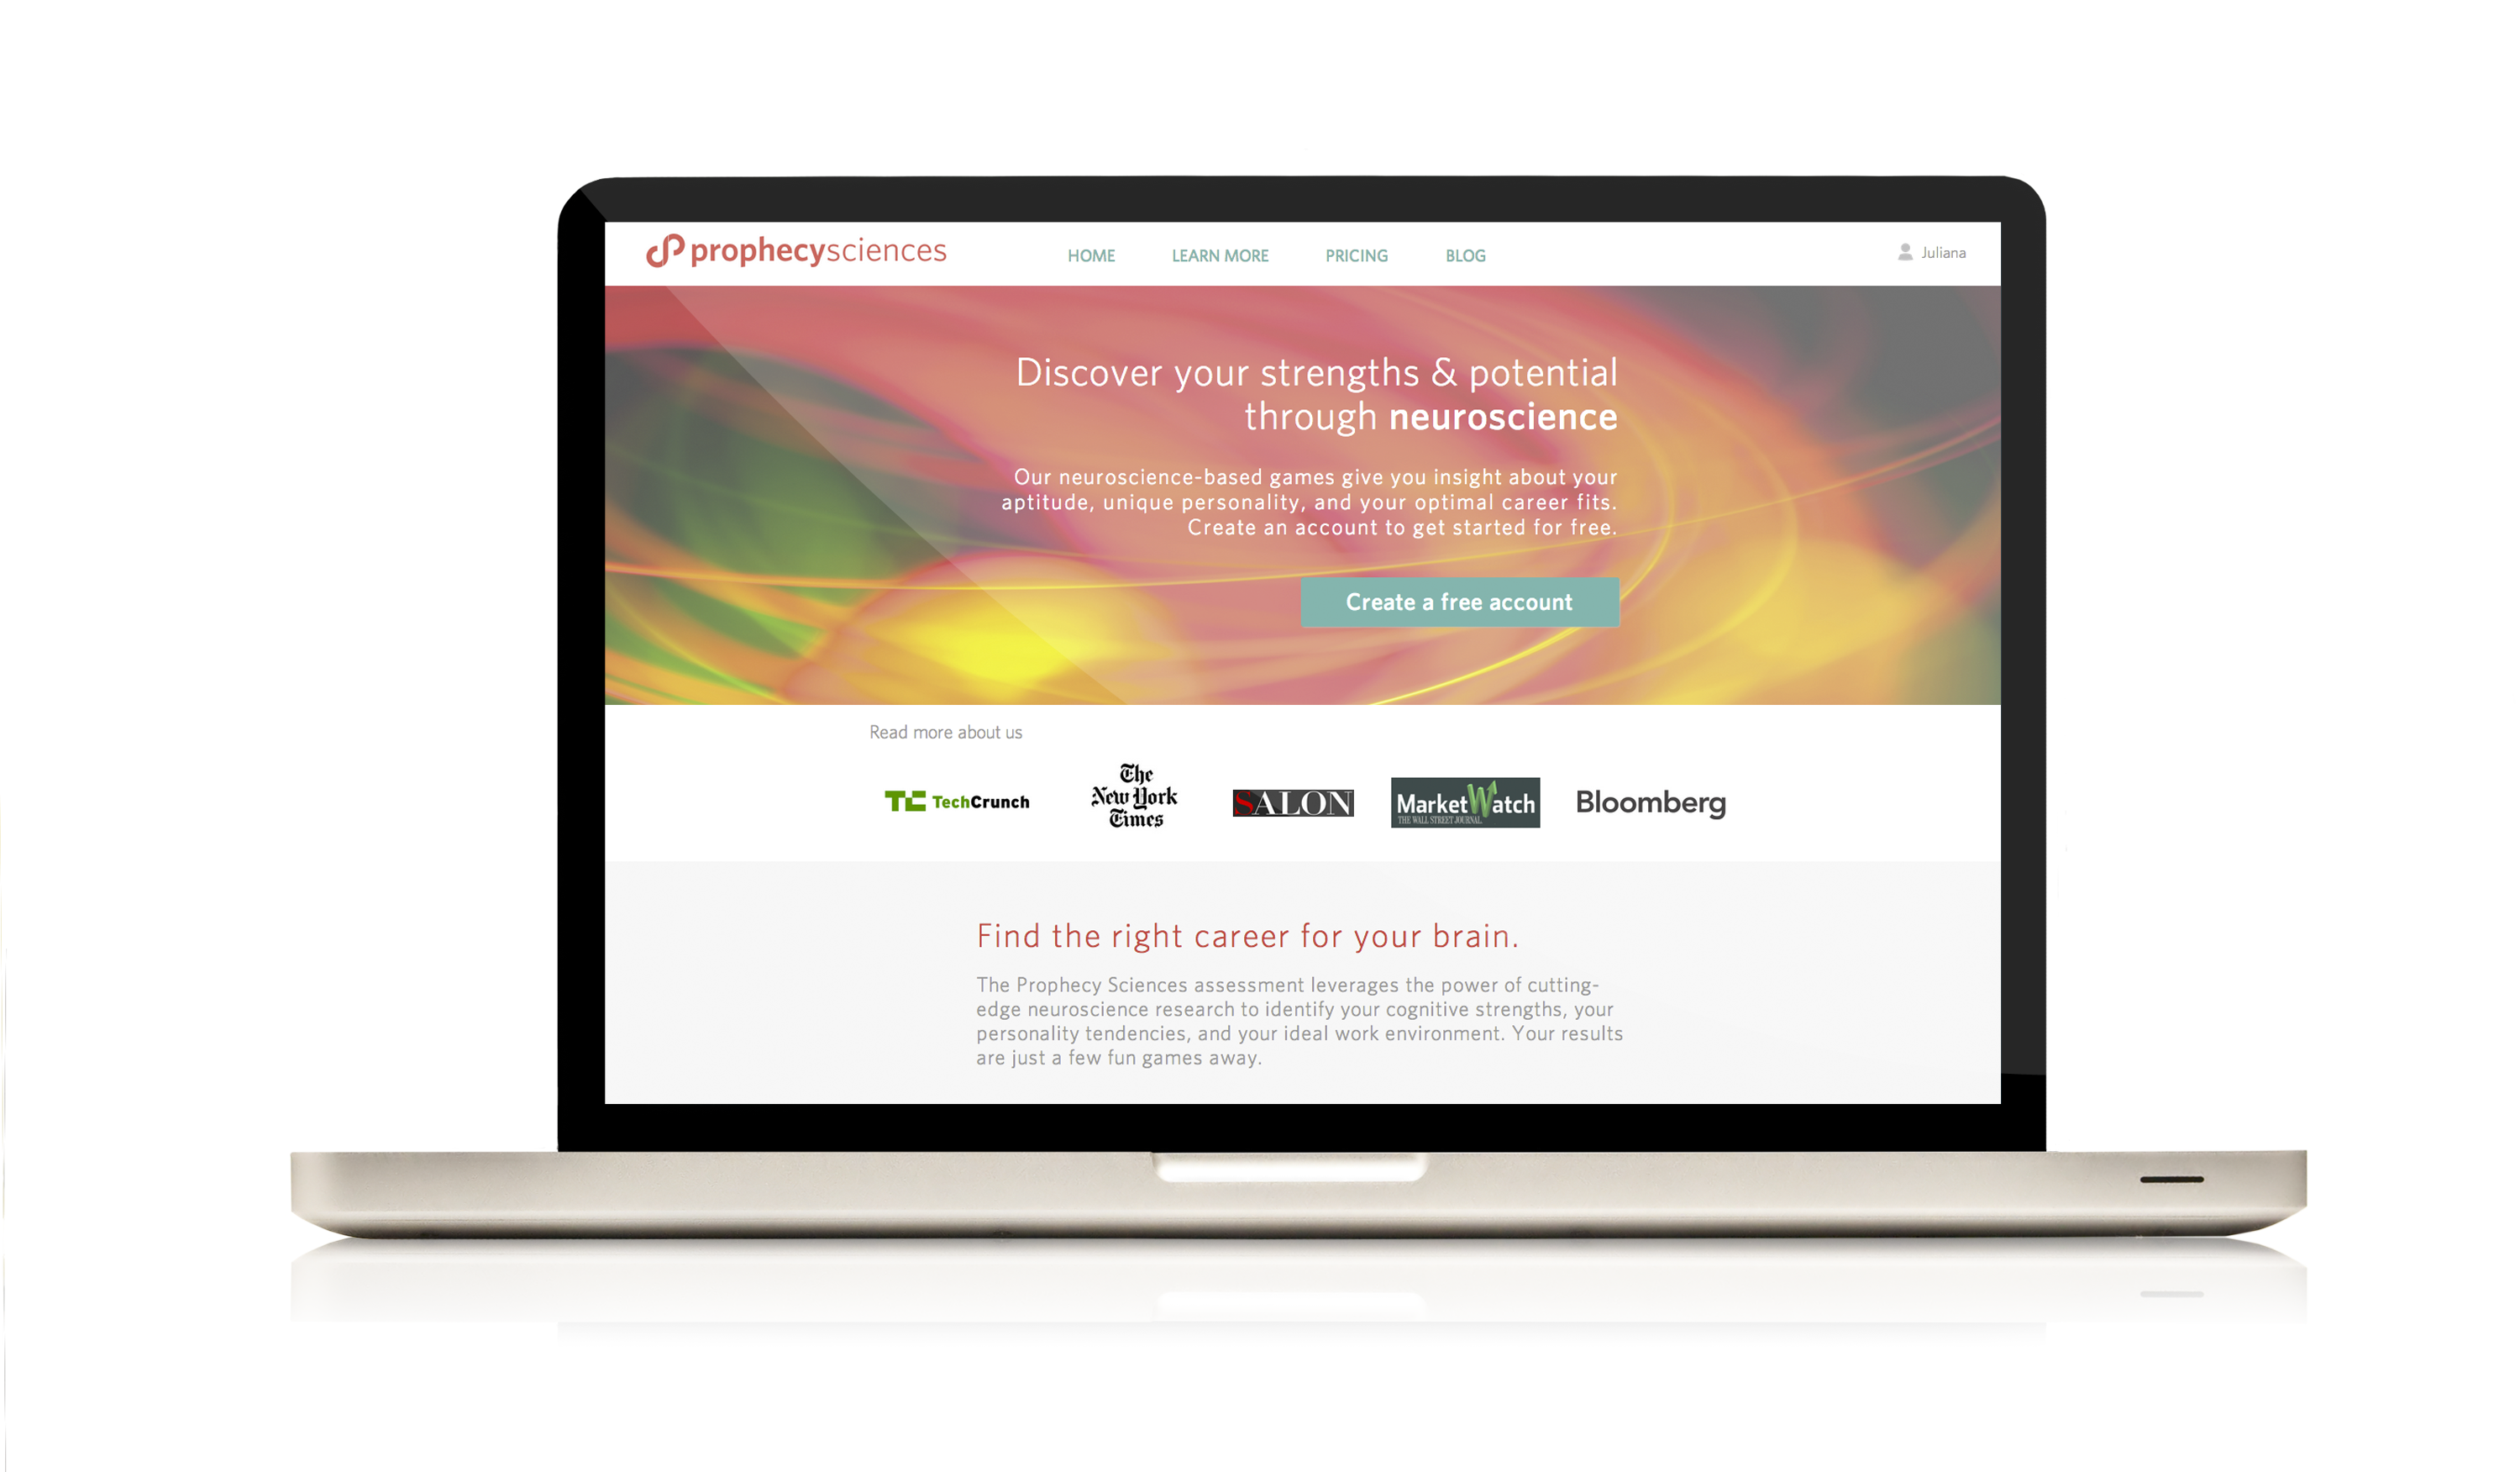 prophecysciences
HOME LEARN MORE PRICING BLOG
Juliana
Discover your strengths & potential
through neuroscience
Our neuroscience-based games give you insight about your
aptitude, unique personality, and your optimal career fits.
Create an account to get started for free.
Create a free account
Read more about us
TC TechCrunch
The
New York
Times
SALON
MarketWatch
THE WALL STREET JOURNAL
Bloomberg
Find the right career for your brain.
The Prophecy Sciences assessment leverages the power of cutting-
edge neuroscience research to identify your cognitive strengths, your
personality tendencies, and your ideal work environment. Your results
are just a few fun games away.